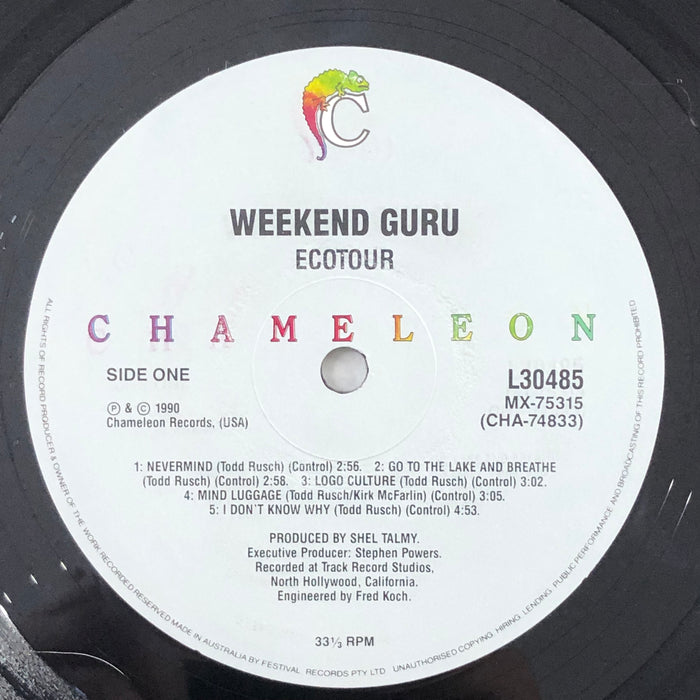 C
WEEKEND GURU
ECOTOUR
CHAMELEON
SIDE ONE
Ⓟ & © 1990
Chameleon Records, (USA)
L30485
MX-75315
(CHA-74833)
1: NEVERMIND (Todd Rusch) (Control) 2:56. 2: GO TO THE LAKE AND BREATHE
(Todd Rusch) (Control) 2:58. 3: LOGO CULTURE (Todd Rusch) (Control) 3:02.
4: MIND LUGGAGE (Todd Rusch/Kirk McFarlin) (Control) 3:05.
5: I DON'T KNOW WHY (Todd Rusch) (Control) 4:53.
PRODUCED BY SHEL TALMY.
Executive Producer: Stephen Powers.
Recorded at Track Record Studios,
North Hollywood, California.
Engineered by Fred Koch.
33⅓ RPM
ALL RIGHTS OF RECORD PRODUCER & OWNER OF THE WORK RECORDED RESERVED MADE IN AUSTRALIA BY FESTIVAL RECORDS PTY LTD UNAUTHORISED COPYING HIRING LENDING PUBLIC PERFORMANCE AND BROADCASTING OF THIS RECORD PROHIBITED